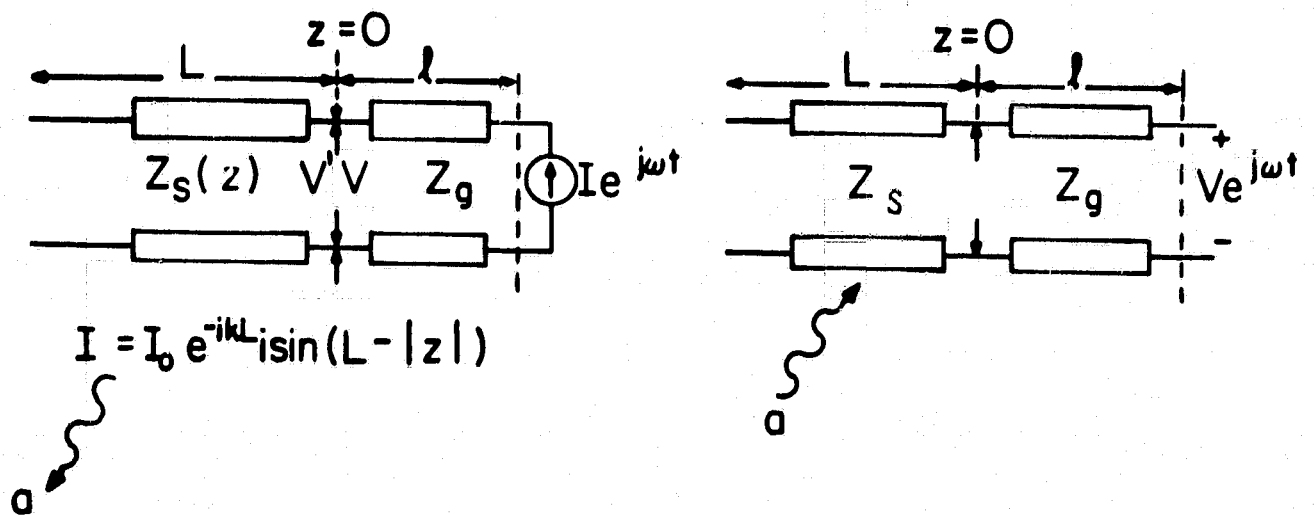 z=0
L
l
Z_s(z) V' V Z_g Ie^{jωt}
I = I_0 e^{-ikL} i sin(L-|z|)
a
z=0
L
l
Z_s Z_g + Ve^{jωt} -
a